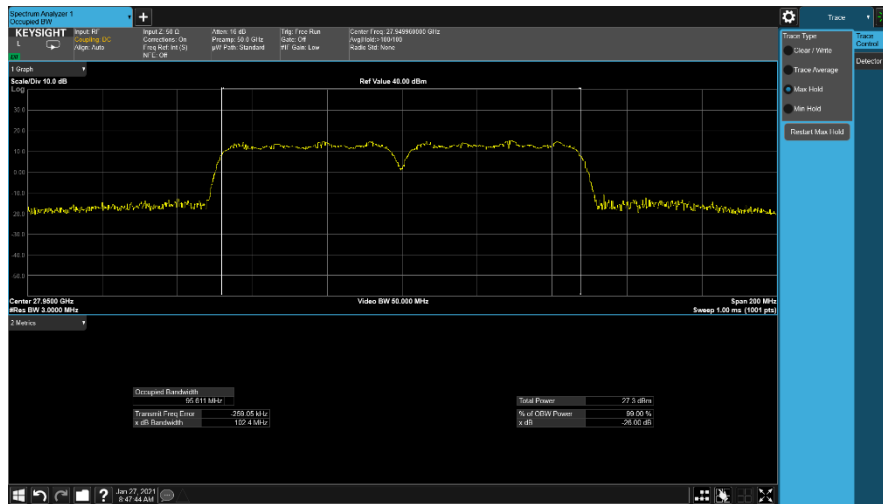 Spectrum Analyzer 1
Occupied BW
+
Trace
KEYSIGHT
L
Input: RF
Coupling: DC
Align: Auto
Input Z: 50 Ω
Corrections: On
Freq Ref: Int (S)
NFE: Off
Atten: 16 dB
Preamp: 50.0 GHz
µW Path: Standard
Trig: Free Run
Gate: Off
#IF Gain: Low
Center Freq: 27.949960000 GHz
Avg|Hold:>100/100
Radio Std: None
Trace Type
Clear / Write
Trace Average
Max Hold
Min Hold
Restart Max Hold
Trace
Control
Detector
1 Graph
Scale/Div 10.0 dB
Ref Value 40.00 dBm
Log
30.0
20.0
10.0
0.00
-10.0
-20.0
-30.0
-40.0
-50.0
Center 27.9500 GHz
#Res BW 3.0000 MHz
Video BW 50.000 MHz
Span 200 MHz
Sweep 1.00 ms (1001 pts)
2 Metrics
Occupied Bandwidth
95.611 MHz
Transmit Freq Error -259.05 kHz
x dB Bandwidth 102.4 MHz
Total Power 27.3 dBm
% of OBW Power 99.00 %
x dB -26.00 dB
?
Jan 27, 2021
8:47:44 AM